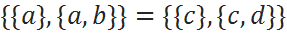 {{a}, {a, b}} = {{c}, {c, d}}